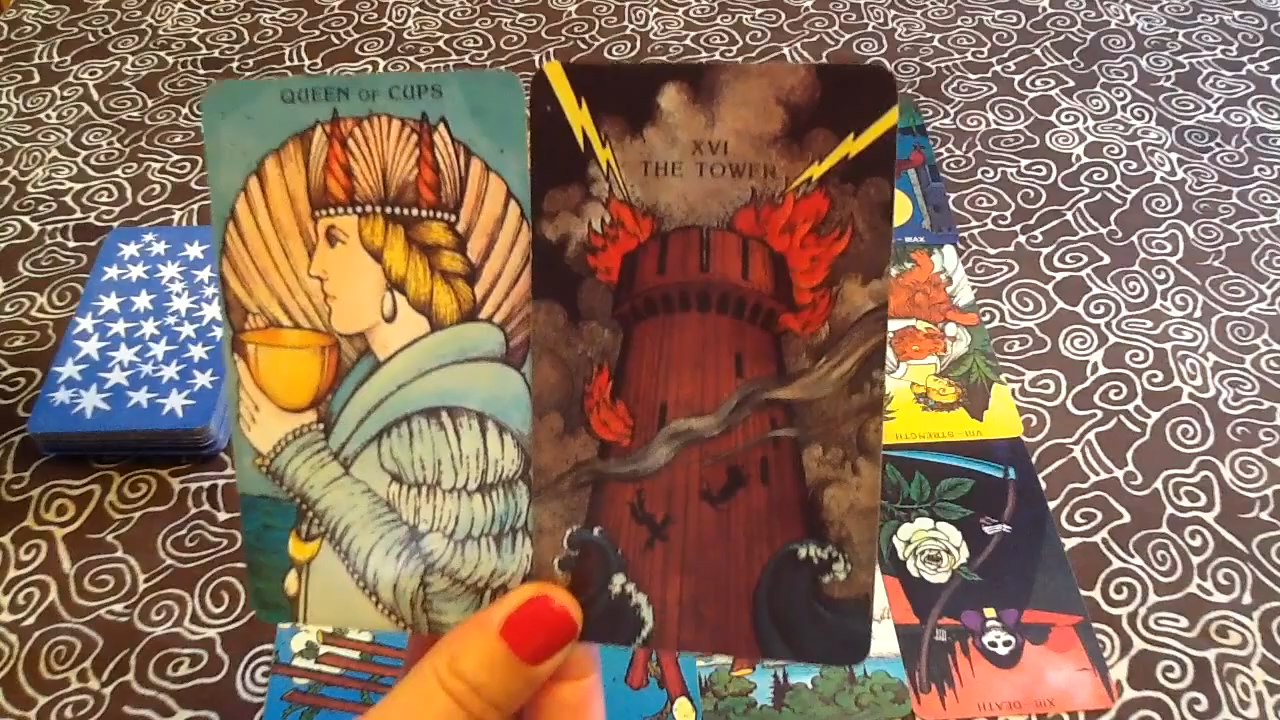 QUEEN OF CUPS
XVI
THE TOWER
VIII-STRENGTH
XIII-DEATH